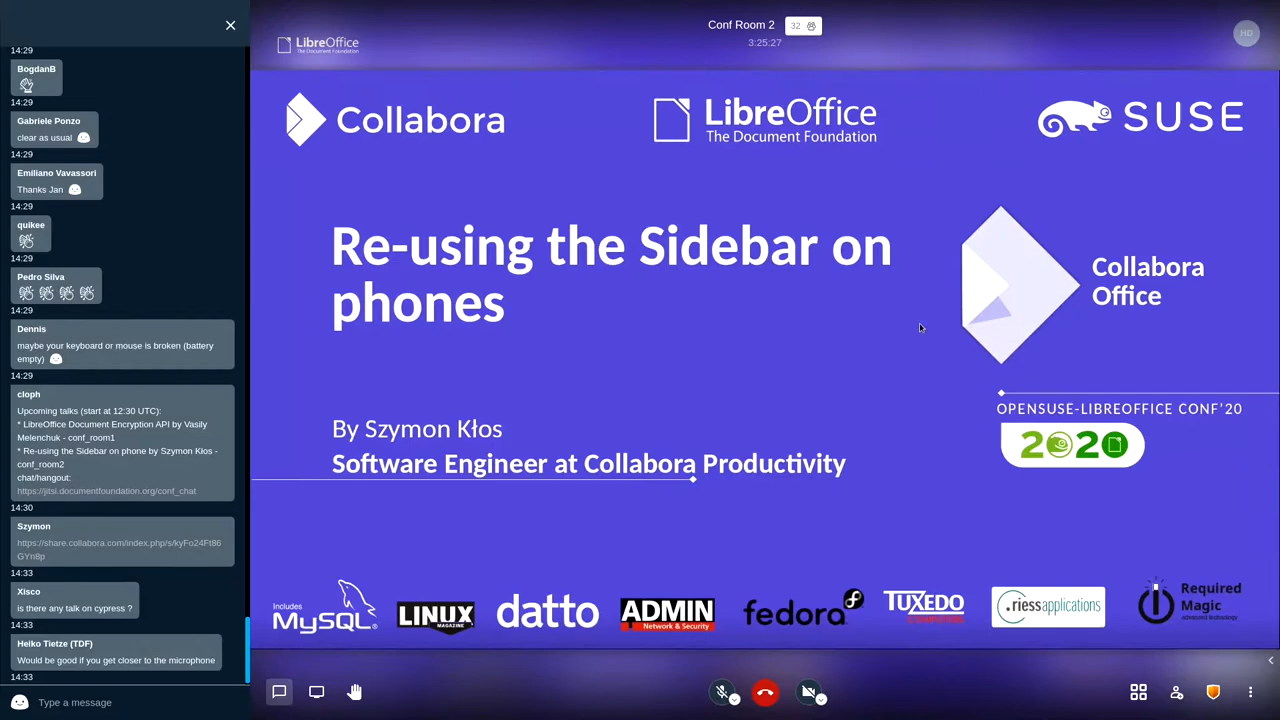 14:29
BogdanB
14:29
Gabriele Ponzo
clear as usual
14:29
Emiliano Vavassori
Thanks Jan
14:29
quikee
14:29
Pedro Silva
14:29
Dennis
maybe your keyboard or mouse is broken (battery
empty)
14:29
cloph
Upcoming talks (start at 12:30 UTC):
* LibreOffice Document Encryption API by Vasily
Melenchuk - conf_room1
* Re-using the Sidebar on phone by Szymon Kłos -
conf_room2
chat/hangout:
https://jitsi.documentfoundation.org/conf_chat
14:30
Szymon
https://share.collabora.com/index.php/s/kyFo24Ft86
GYn8p
14:33
Xisco
is there any talk on cypress ?
14:33
Heiko Tietze (TDF)
Would be good if you get closer to the microphone
14:33
Type a message
LibreOffice
The Document Foundation
Conf Room 2
32
3:25:27
HD
Collabora
LibreOffice
The Document Foundation
SUSE
Re-using the Sidebar on
phones
Collabora
Office
By Szymon Kłos
Software Engineer at Collabora Productivity
OPENSUSE-LIBREOFFICE CONF'20
2020
Includes
MySQL
LINUX
MAGAZINE
datto
ADMIN
Network & Security
fedora
TUXEDO
COMPUTERS
.riessapplications
Required
Magic
Advanced technology